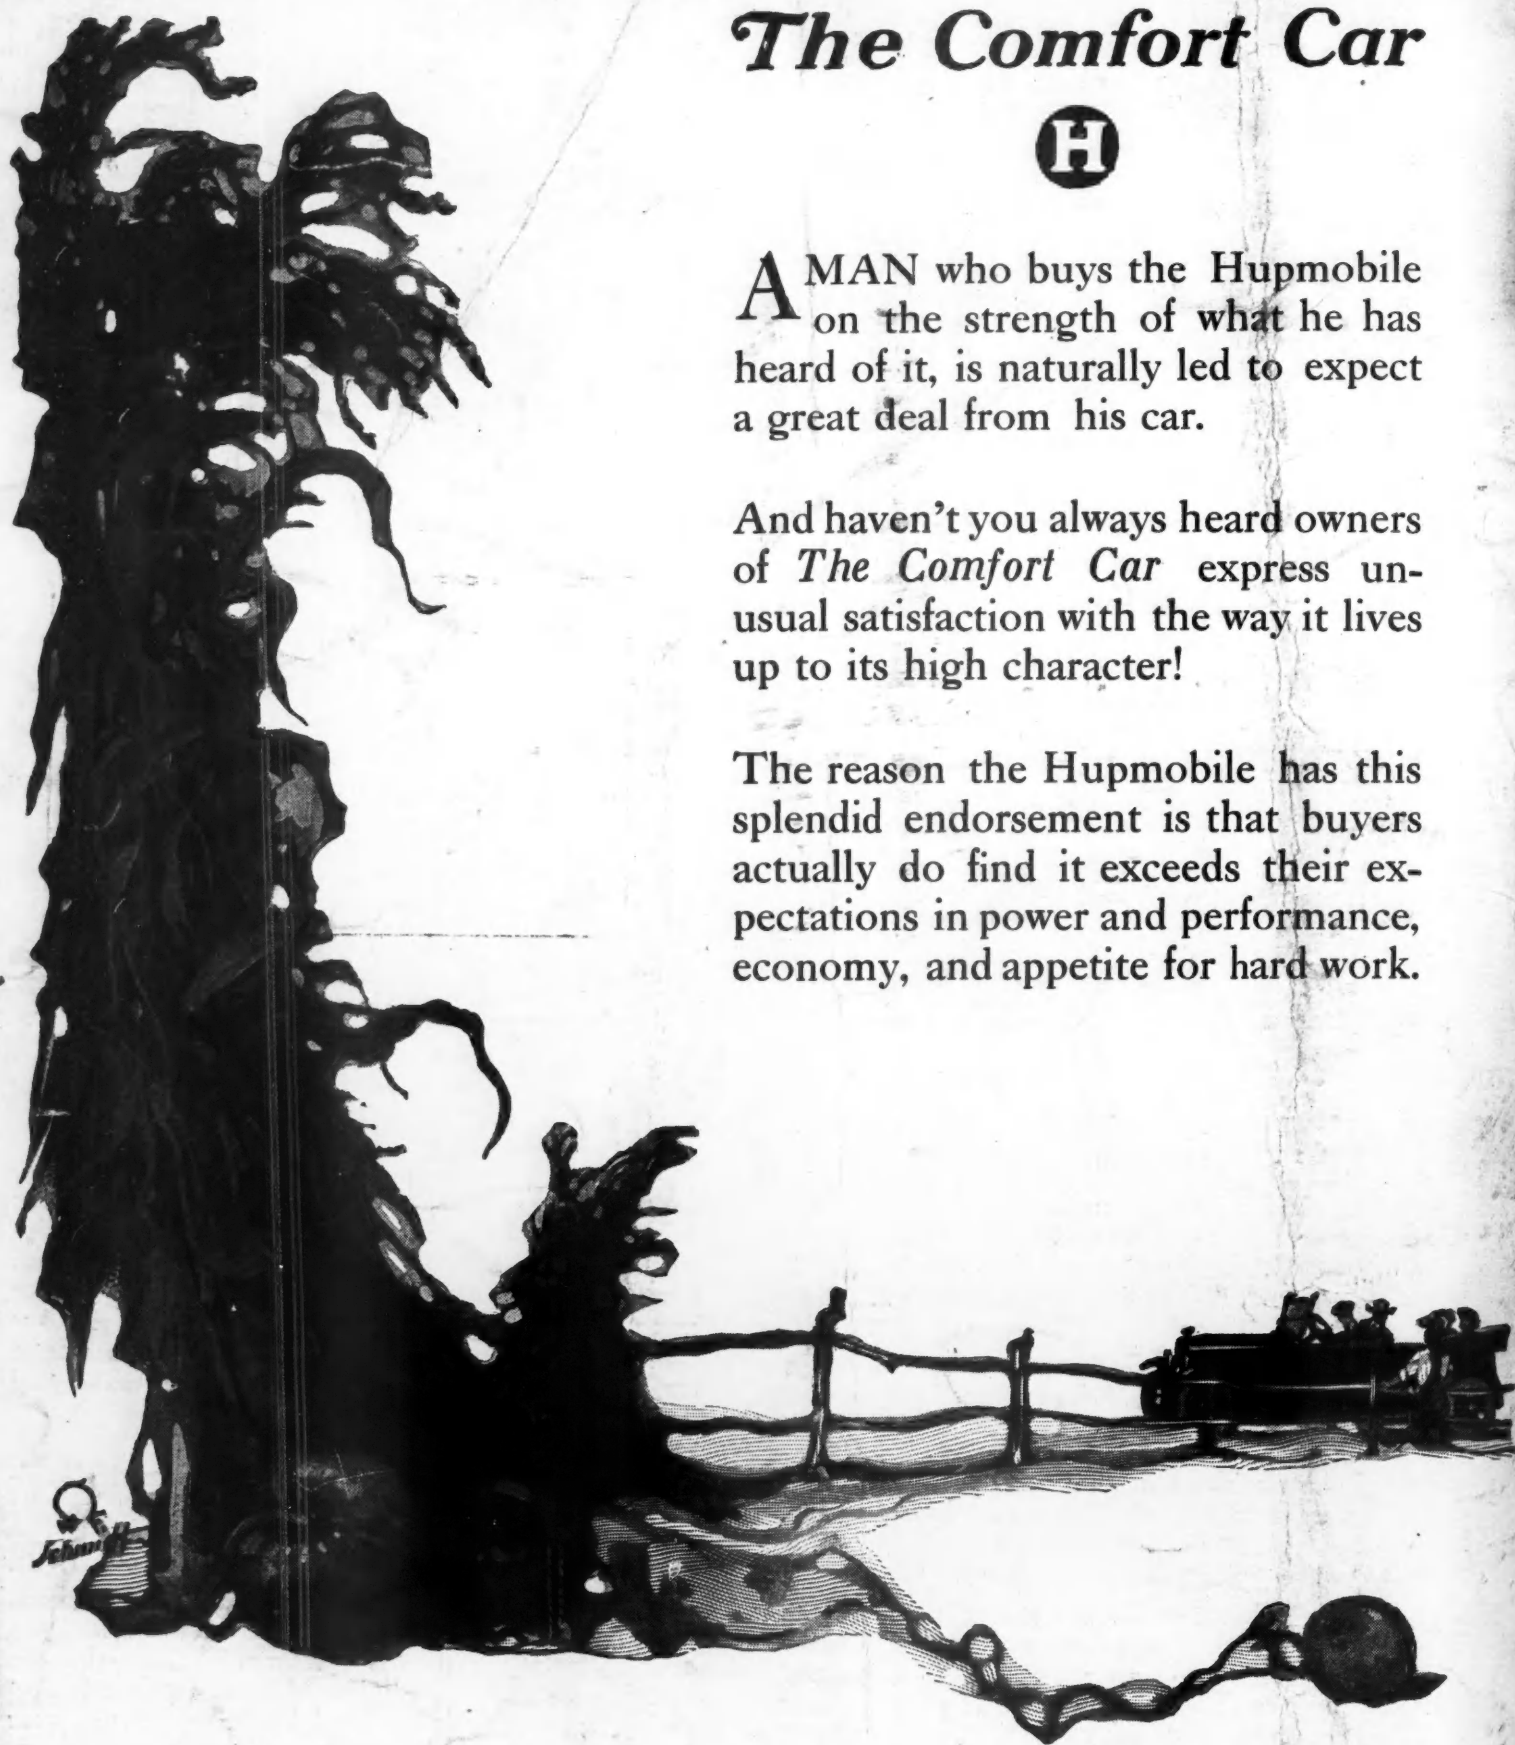 The Comfort Car
H
A MAN who buys the Hupmobile
on the strength of what he has
heard of it, is naturally led to expect
a great deal from his car.
And haven't you always heard owners
of The Comfort Car express un-
usual satisfaction with the way it lives
up to its high character!
The reason the Hupmobile has this
splendid endorsement is that buyers
actually do find it exceeds their ex-
pectations in power and performance,
economy, and appetite for hard work.